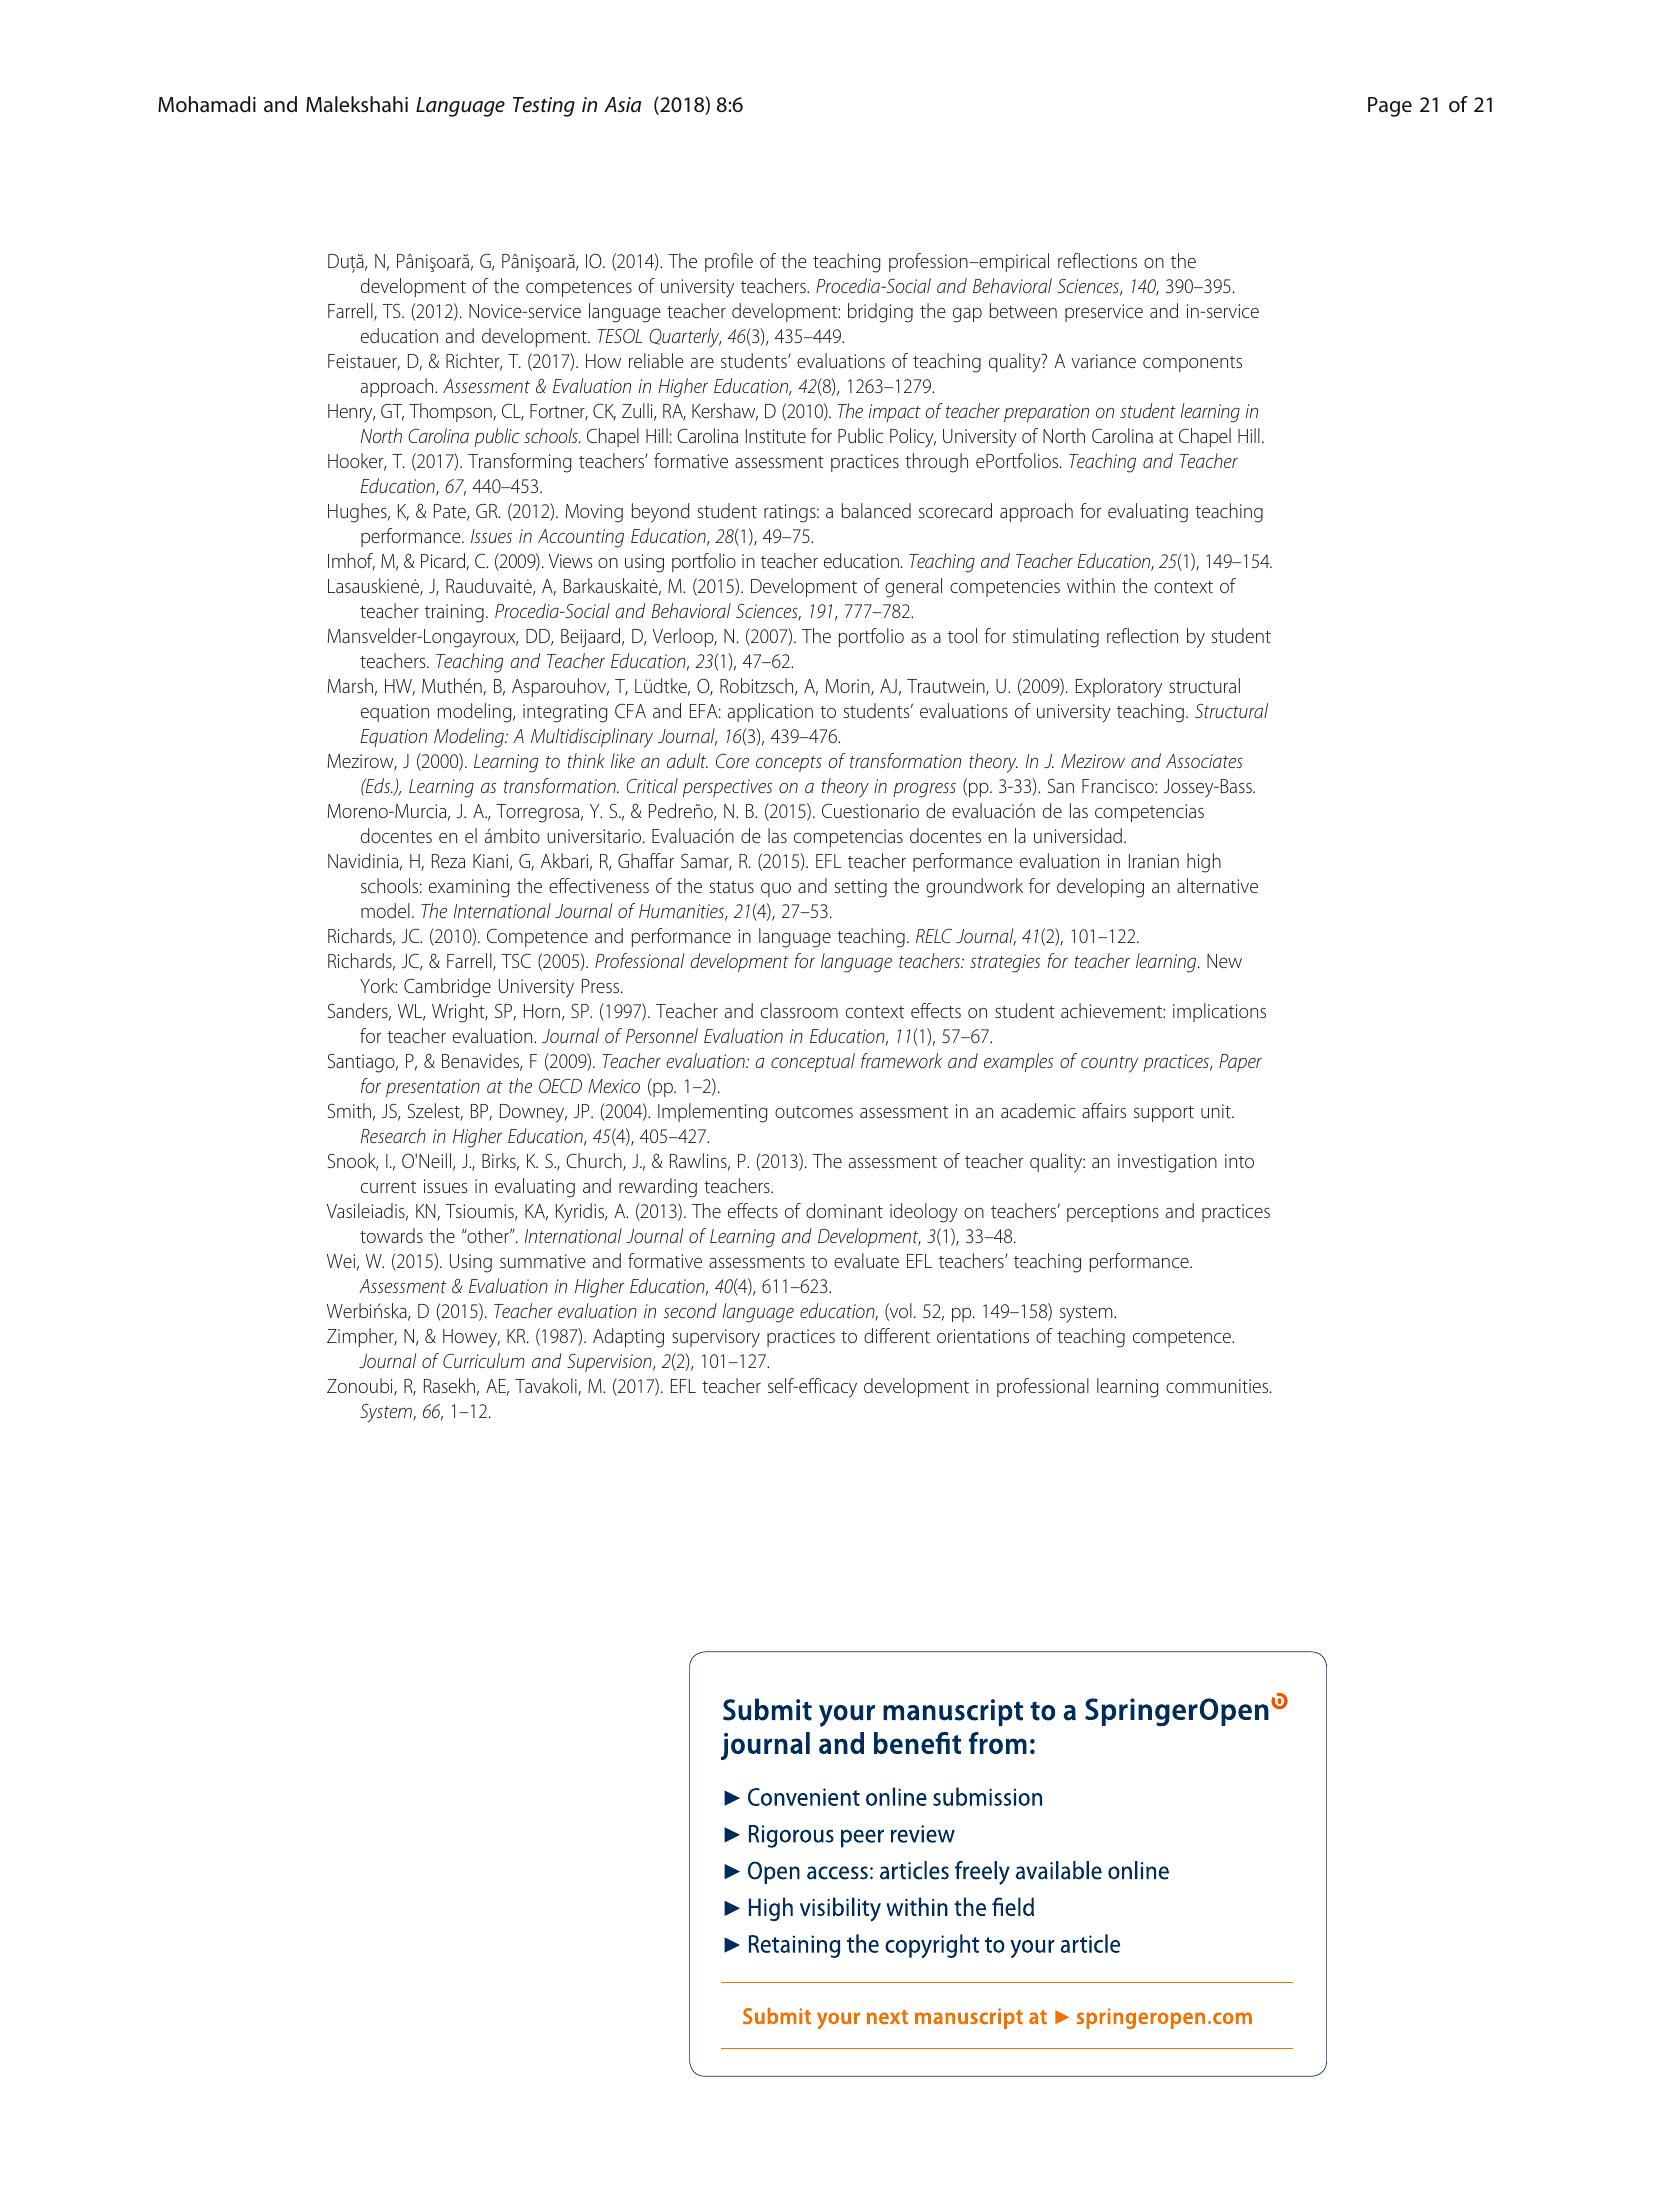 Mohamadi and Malekshahi Language Testing in Asia (2018) 8:6
Page 21 of 21
Duţă, N, Pânişoară, G, Pânişoară, IO. (2014). The profile of the teaching profession–empirical reflections on the
development of the competences of university teachers. Procedia-Social and Behavioral Sciences, 140, 390–395.
Farrell, TS. (2012). Novice-service language teacher development: bridging the gap between preservice and in-service
education and development. TESOL Quarterly, 46(3), 435–449.
Feistauer, D, & Richter, T. (2017). How reliable are students’ evaluations of teaching quality? A variance components
approach. Assessment & Evaluation in Higher Education, 42(8), 1263–1279.
Henry, GT, Thompson, CL, Fortner, CK, Zulli, RA, Kershaw, D (2010). The impact of teacher preparation on student learning in
North Carolina public schools. Chapel Hill: Carolina Institute for Public Policy, University of North Carolina at Chapel Hill.
Hooker, T. (2017). Transforming teachers’ formative assessment practices through ePortfolios. Teaching and Teacher
Education, 67, 440–453.
Hughes, K, & Pate, GR. (2012). Moving beyond student ratings: a balanced scorecard approach for evaluating teaching
performance. Issues in Accounting Education, 28(1), 49–75.
Imhof, M, & Picard, C. (2009). Views on using portfolio in teacher education. Teaching and Teacher Education, 25(1), 149–154.
Lasauskienė, J, Rauduvaitė, A, Barkauskaitė, M. (2015). Development of general competencies within the context of
teacher training. Procedia-Social and Behavioral Sciences, 191, 777–782.
Mansvelder-Longayroux, DD, Beijaard, D, Verloop, N. (2007). The portfolio as a tool for stimulating reflection by student
teachers. Teaching and Teacher Education, 23(1), 47–62.
Marsh, HW, Muthén, B, Asparouhov, T, Lüdtke, O, Robitzsch, A, Morin, AJ, Trautwein, U. (2009). Exploratory structural
equation modeling, integrating CFA and EFA: application to students’ evaluations of university teaching. Structural
Equation Modeling: A Multidisciplinary Journal, 16(3), 439–476.
Mezirow, J (2000). Learning to think like an adult. Core concepts of transformation theory. In J. Mezirow and Associates
(Eds.), Learning as transformation. Critical perspectives on a theory in progress (pp. 3-33). San Francisco: Jossey-Bass.
Moreno-Murcia, J. A., Torregrosa, Y. S., & Pedreño, N. B. (2015). Cuestionario de evaluación de las competencias
docentes en el ámbito universitario. Evaluación de las competencias docentes en la universidad.
Navidinia, H, Reza Kiani, G, Akbari, R, Ghaffar Samar, R. (2015). EFL teacher performance evaluation in Iranian high
schools: examining the effectiveness of the status quo and setting the groundwork for developing an alternative
model. The International Journal of Humanities, 21(4), 27–53.
Richards, JC. (2010). Competence and performance in language teaching. RELC Journal, 41(2), 101–122.
Richards, JC, & Farrell, TSC (2005). Professional development for language teachers: strategies for teacher learning. New
York: Cambridge University Press.
Sanders, WL, Wright, SP, Horn, SP. (1997). Teacher and classroom context effects on student achievement: implications
for teacher evaluation. Journal of Personnel Evaluation in Education, 11(1), 57–67.
Santiago, P, & Benavides, F (2009). Teacher evaluation: a conceptual framework and examples of country practices, Paper
for presentation at the OECD Mexico (pp. 1–2).
Smith, JS, Szelest, BP, Downey, JP. (2004). Implementing outcomes assessment in an academic affairs support unit.
Research in Higher Education, 45(4), 405–427.
Snook, I., O'Neill, J., Birks, K. S., Church, J., & Rawlins, P. (2013). The assessment of teacher quality: an investigation into
current issues in evaluating and rewarding teachers.
Vasileiadis, KN, Tsioumis, KA, Kyridis, A. (2013). The effects of dominant ideology on teachers’ perceptions and practices
towards the “other”. International Journal of Learning and Development, 3(1), 33–48.
Wei, W. (2015). Using summative and formative assessments to evaluate EFL teachers’ teaching performance.
Assessment & Evaluation in Higher Education, 40(4), 611–623.
Werbińska, D (2015). Teacher evaluation in second language education, (vol. 52, pp. 149–158) system.
Zimpher, N, & Howey, KR. (1987). Adapting supervisory practices to different orientations of teaching competence.
Journal of Curriculum and Supervision, 2(2), 101–127.
Zonoubi, R, Rasekh, AE, Tavakoli, M. (2017). EFL teacher self-efficacy development in professional learning communities.
System, 66, 1–12.
Submit your manuscript to a SpringerOpen
journal and benefit from:
► Convenient online submission
► Rigorous peer review
► Open access: articles freely available online
► High visibility within the field
► Retaining the copyright to your article
Submit your next manuscript at ► springeropen.com